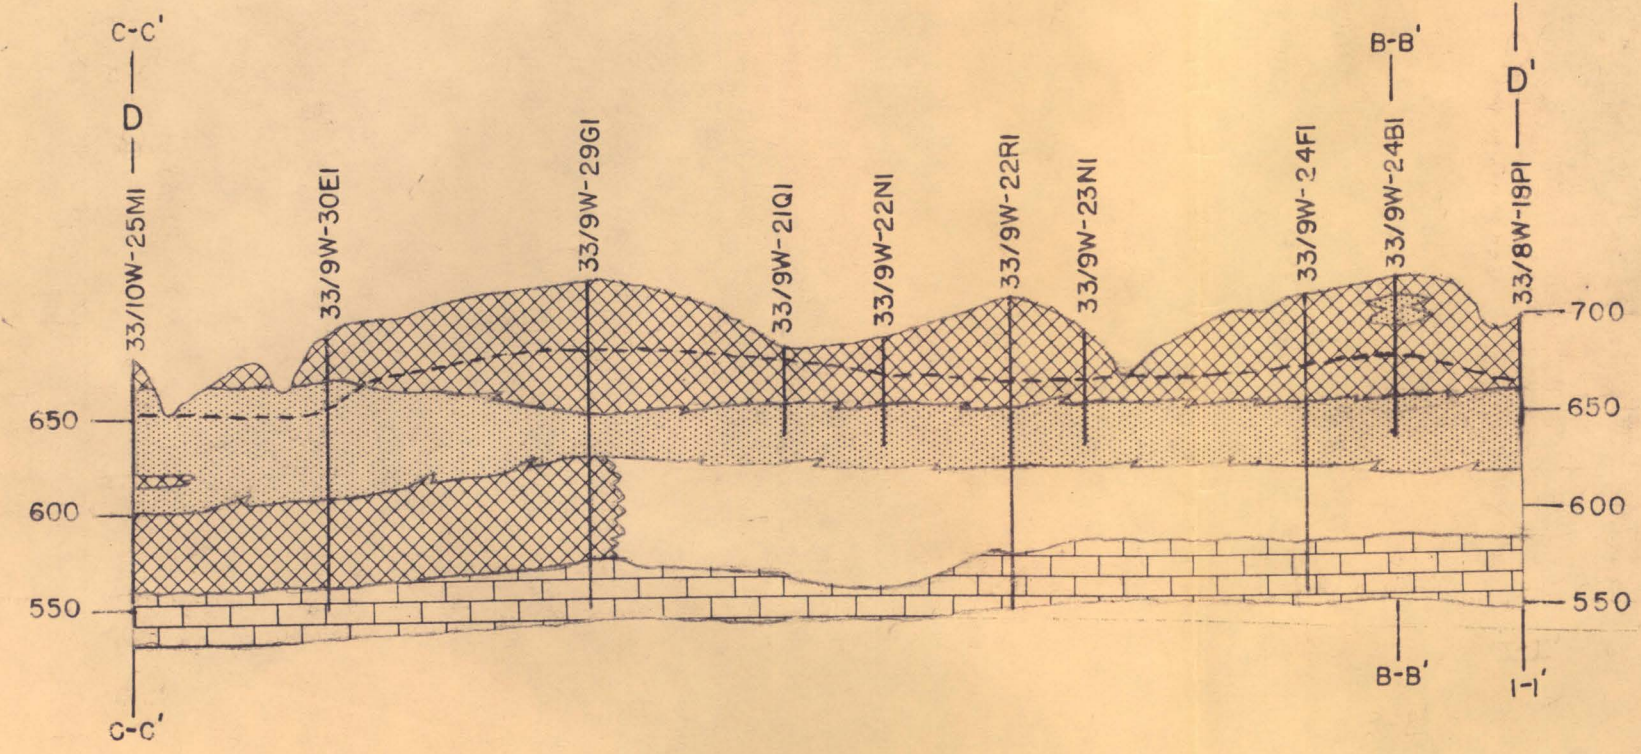 C-C'
D
33/10W-25M1
33/9W-30E1
33/9W-29G1
33/9W-21Q1
33/9W-22N1
33/9W-22R1
33/9W-23N1
33/9W-24F1
B-B'
33/9W-24B1
D'
33/8W-19P1
700
650
650
600
600
550
550
C-C'
B-B'
1-1'